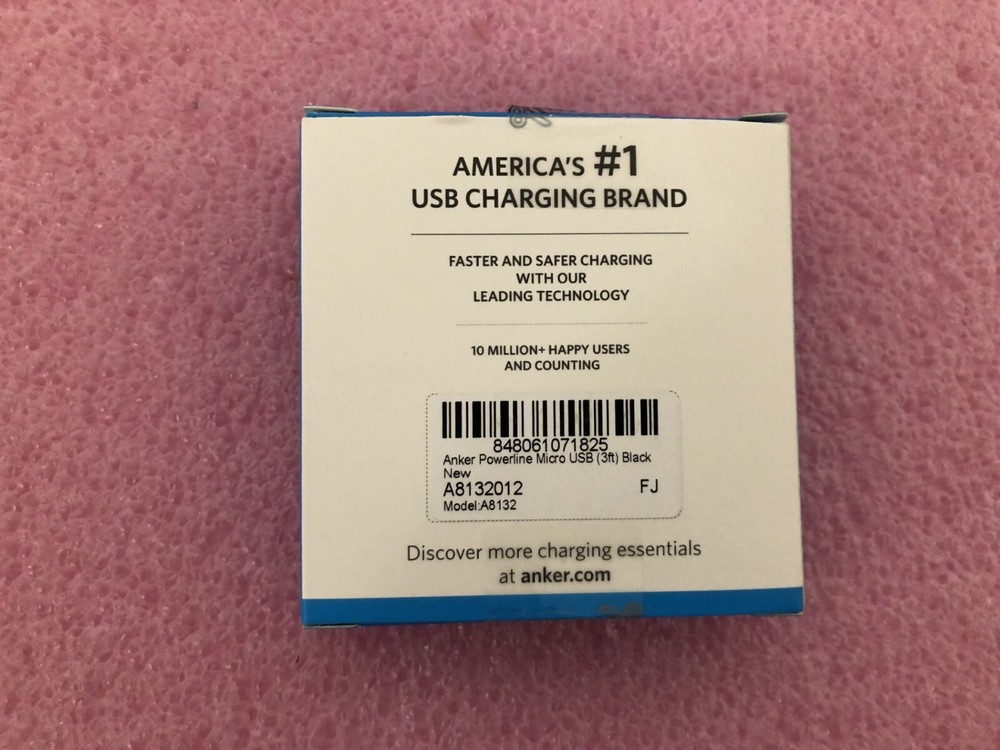 AMERICA'S #1
USB CHARGING BRAND
FASTER AND SAFER CHARGING
WITH OUR
LEADING TECHNOLOGY
10 MILLION+ HAPPY USERS
AND COUNTING
848061071825
Anker Powerline Micro USB (3ft) Black
New
A8132012 FJ
Model:A8132
Discover more charging essentials
at anker.com